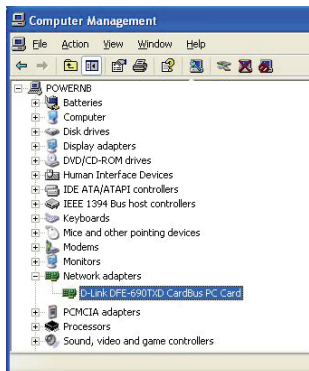 Computer Management
File Action View Window Help
POWERNB
Batteries
Computer
Disk drives
Display adapters
DVD/CD-ROM drives
Human Interface Devices
IDE ATA/ATAPI controllers
IEEE 1394 Bus host controllers
Keyboards
Mice and other pointing devices
Modems
Monitors
Network adapters
D-Link DFE-690TXD CardBus PC Card
PCMCIA adapters
Processors
Sound, video and game controllers